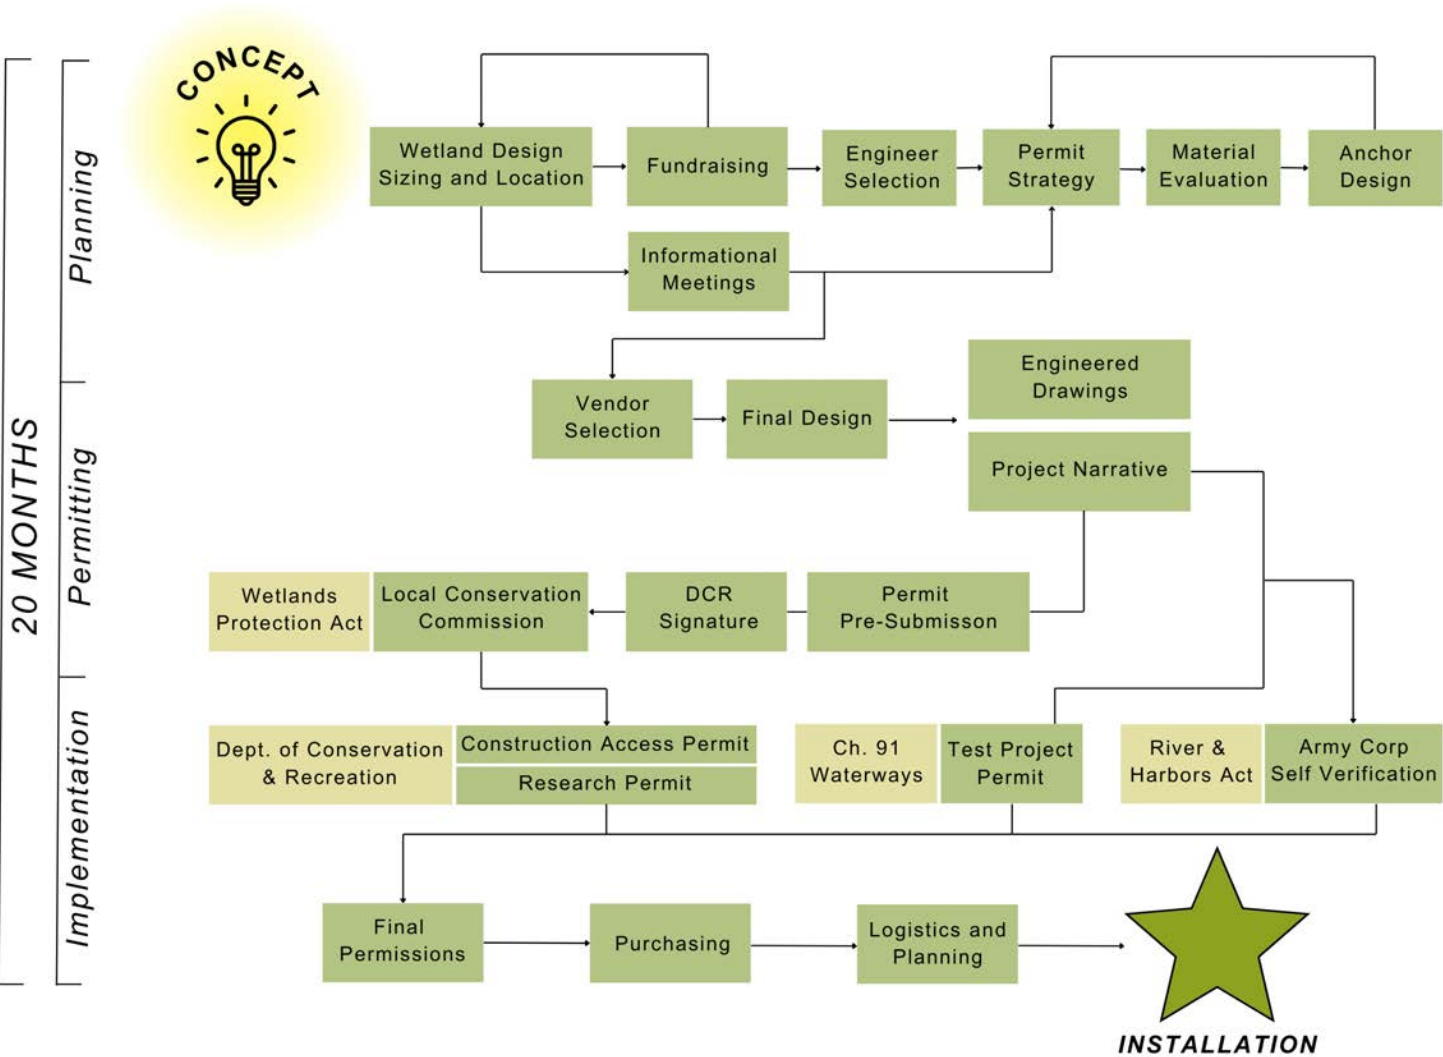 CONCEPT
20 MONTHS
Planning
Wetland Design
Sizing and Location
Fundraising
Engineer
Selection
Permit
Strategy
Material
Evaluation
Anchor
Design
Informational
Meetings
Permitting
Vendor
Selection
Final Design
Engineered
Drawings
Project Narrative
Wetlands
Protection Act
Local Conservation
Commission
DCR
Signature
Permit
Pre-Submisson
Implementation
Dept. of Conservation
& Recreation
Construction Access Permit
Research Permit
Ch. 91
Waterways
Test Project
Permit
River &
Harbors Act
Army Corp
Self Verification
Final
Permissions
Purchasing
Logistics and
Planning
INSTALLATION